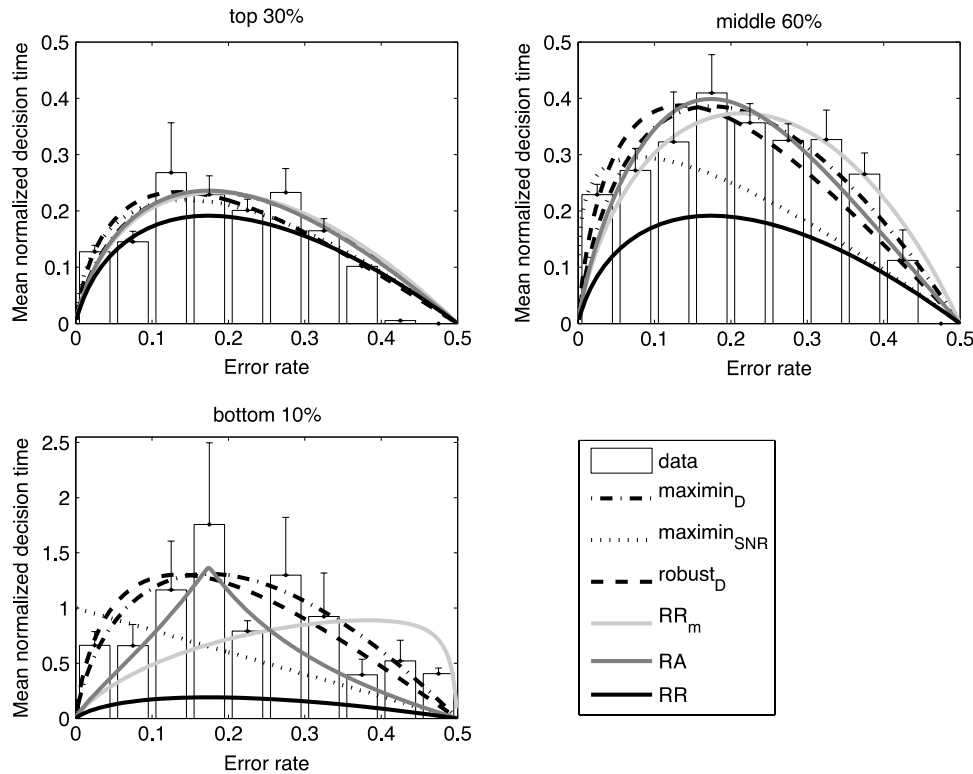 top 30%
Mean normalized decision time
0.5
0.4
0.3
0.2
0.1
0
0 0.1 0.2 0.3 0.4 0.5
Error rate
middle 60%
Mean normalized decision time
0.5
0.4
0.3
0.2
0.1
0
0 0.1 0.2 0.3 0.4 0.5
Error rate
bottom 10%
Mean normalized decision time
2.5
2
1.5
1
0.5
0
0 0.1 0.2 0.3 0.4 0.5
Error rate
data
maximin_D
maximin_SNR
robust_D
RR_m
RA
RR